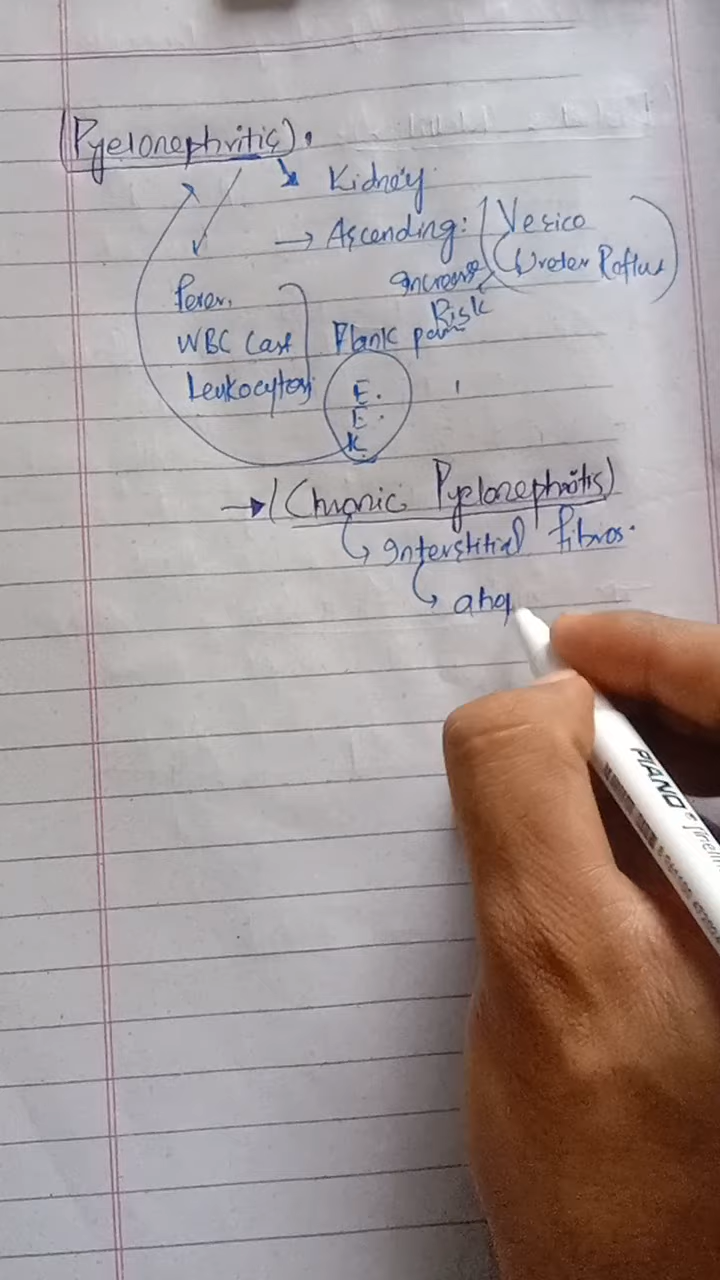 (Pyelonephritis).
Kidney
→ Ascending: (Vesico
(Ureter Reflux)
Increase
Risk
Fever.
WBC Cast
Leukocytosis
Flank pain
E.
E.
K.
→ (Chronic Pyelonephritis)
Interstitial fibros.
PIANO